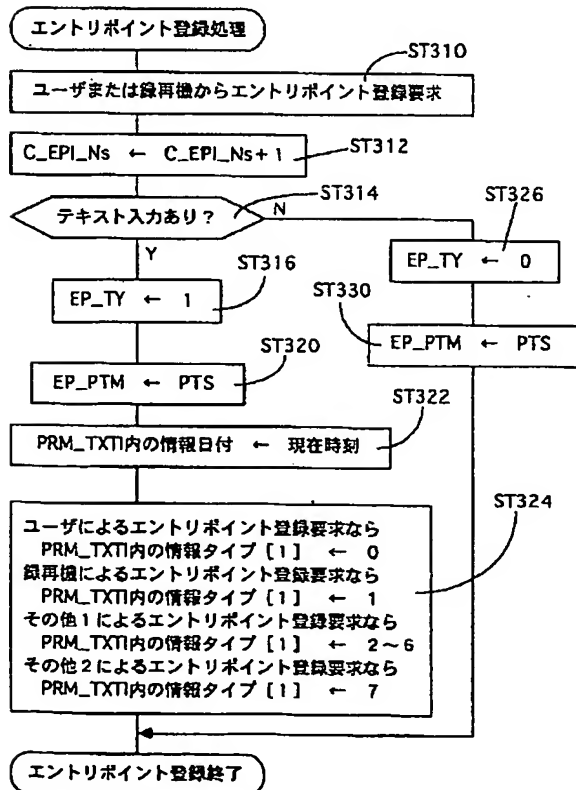 エントリポイント登録処理
ST310
ユーザまたは録再機からエントリポイント登録要求
C_EPI_Ns ← C_EPI_Ns+1
ST312
テキスト入力あり?
ST314
N
Y
ST326
EP_TY ← 0
ST316
EP_TY ← 1
ST330
EP_PTM ← PTS
ST320
EP_PTM ← PTS
ST322
PRM_TXTI内の情報日付 ← 現在時刻
ST324
ユーザによるエントリポイント登録要求なら
PRM_TXTI内の情報タイプ [1] ← 0
録再機によるエントリポイント登録要求なら
PRM_TXTI内の情報タイプ [1] ← 1
その他1によるエントリポイント登録要求なら
PRM_TXTI内の情報タイプ [1] ← 2~6
その他2によるエントリポイント登録要求なら
PRM_TXTI内の情報タイプ [1] ← 7
エントリポイント登録終了